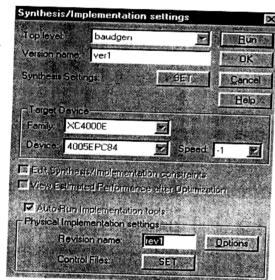 Synthesis/Implementation settings
Top level: baudgen Run
Version name: ver1 OK
Synthesis Settings: SET Cancel
Help
Target Device
Family: XC4000E
Device: 4005EPC84 Speed: -1
Edit Synthesis/Implementation constraints
View Estimated Performance after Optimization
Auto-Run Implementation tools
Physical Implementation settings
Revision name: rev1 Options
Control Files: SET